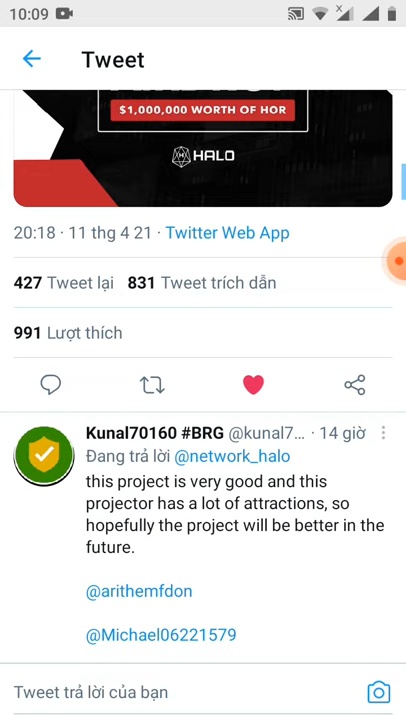 10:09
Tweet
$1,000,000 WORTH OF HOR
HALO
20:18 · 11 thg 4 21 · Twitter Web App
427 Tweet lại 831 Tweet trích dẫn
991 Lượt thích
Kunal70160 #BRG @kunal7... · 14 giờ
Đang trả lời @network_halo
this project is very good and this
projector has a lot of attractions, so
hopefully the project will be better in the
future.
@arithemfdon
@Michael06221579
Tweet trả lời của bạn